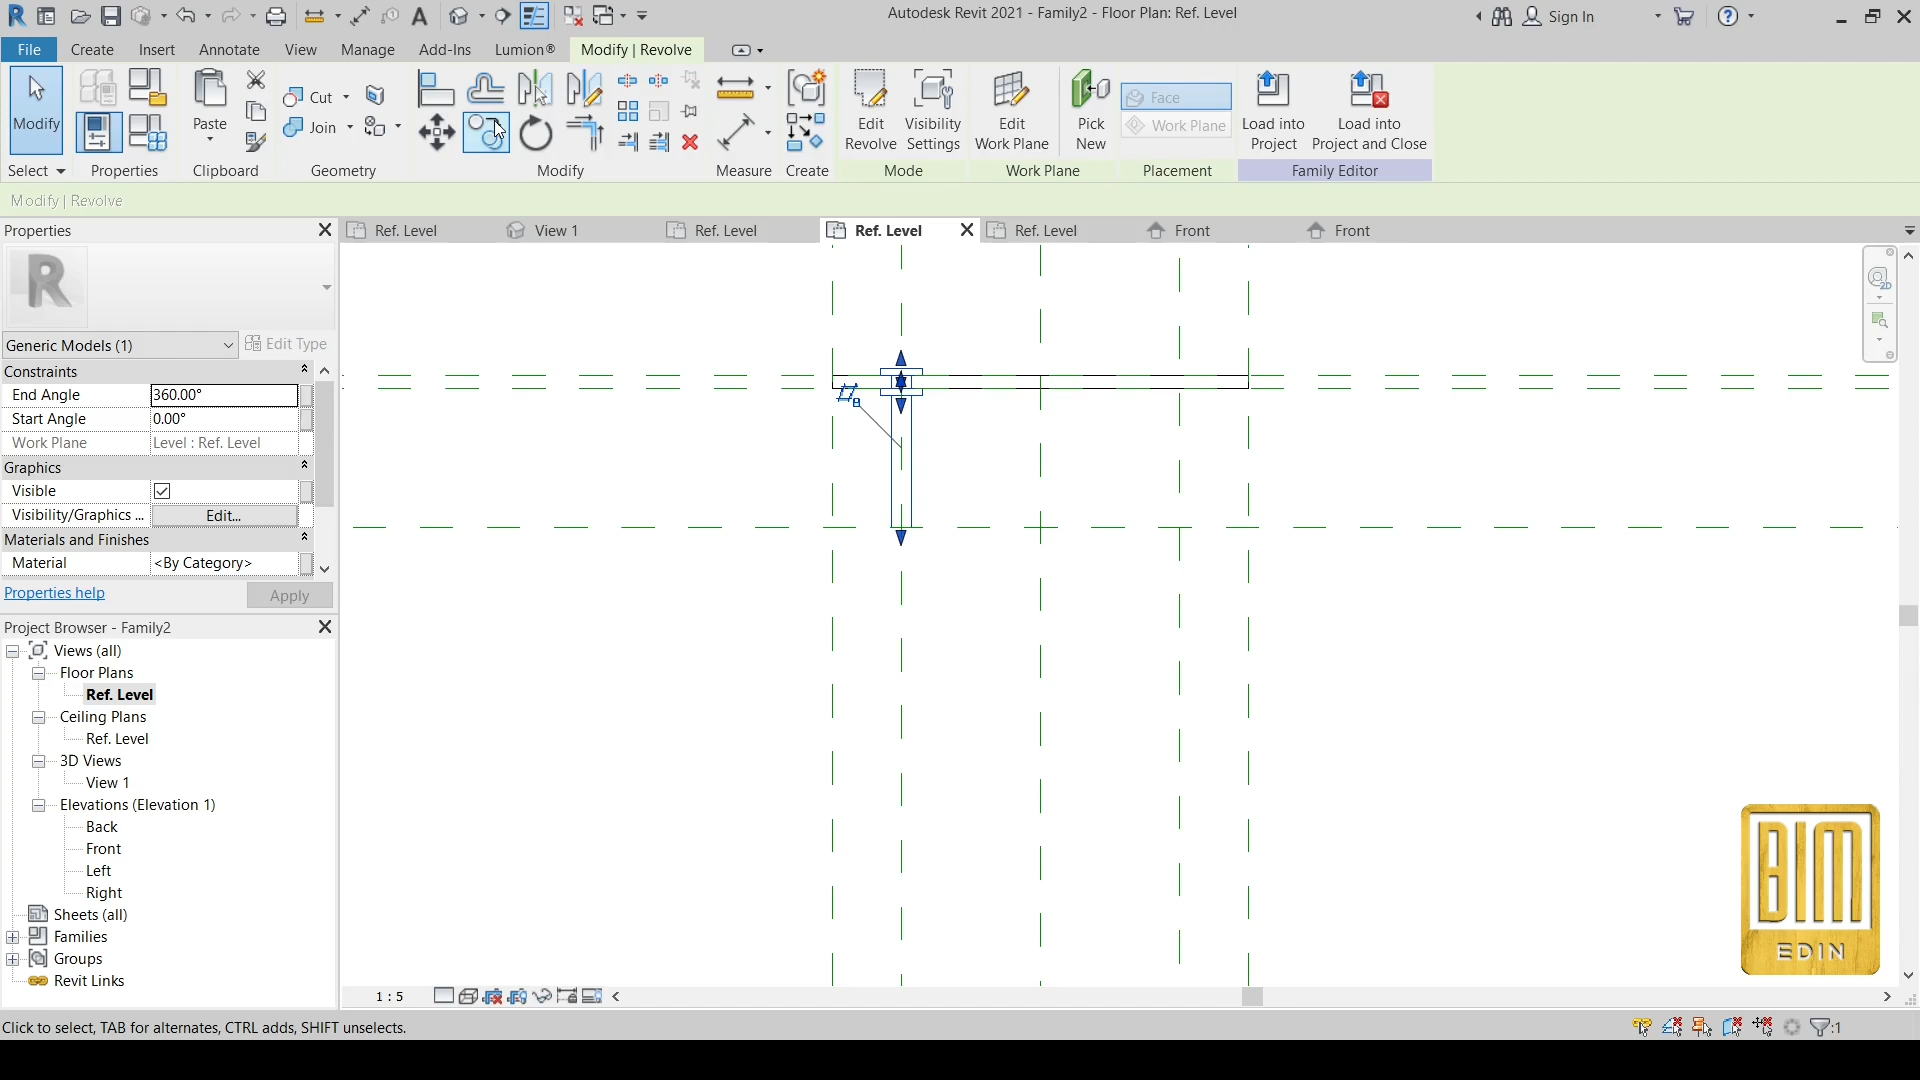 Autodesk Revit 2021 - Family2 - Floor Plan: Ref. Level
Sign In
File Create Insert Annotate View Manage Add-Ins Lumion® Modify | Revolve
Modify
Paste
Cut
Join
Edit Revolve
Visibility Settings
Edit Work Plane
Pick New
Face
Work Plane
Load into Project
Load into Project and Close
Select Properties Clipboard Geometry Modify Measure Create Mode Work Plane Placement Family Editor
Modify | Revolve
Properties
Ref. Level View 1 Ref. Level Ref. Level Ref. Level Front Front
R
Generic Models (1) Edit Type
Constraints
End Angle 360.00°
Start Angle 0.00°
Work Plane Level : Ref. Level
Graphics
Visible
Visibility/Graphics ... Edit...
Materials and Finishes
Material <By Category>
Properties help Apply
Project Browser - Family2
Views (all)
Floor Plans
Ref. Level
Ceiling Plans
Ref. Level
3D Views
View 1
Elevations (Elevation 1)
Back
Front
Left
Right
Sheets (all)
Families
Groups
Revit Links
BIM
EDIN
1 : 5
Click to select, TAB for alternates, CTRL adds, SHIFT unselects.
:1